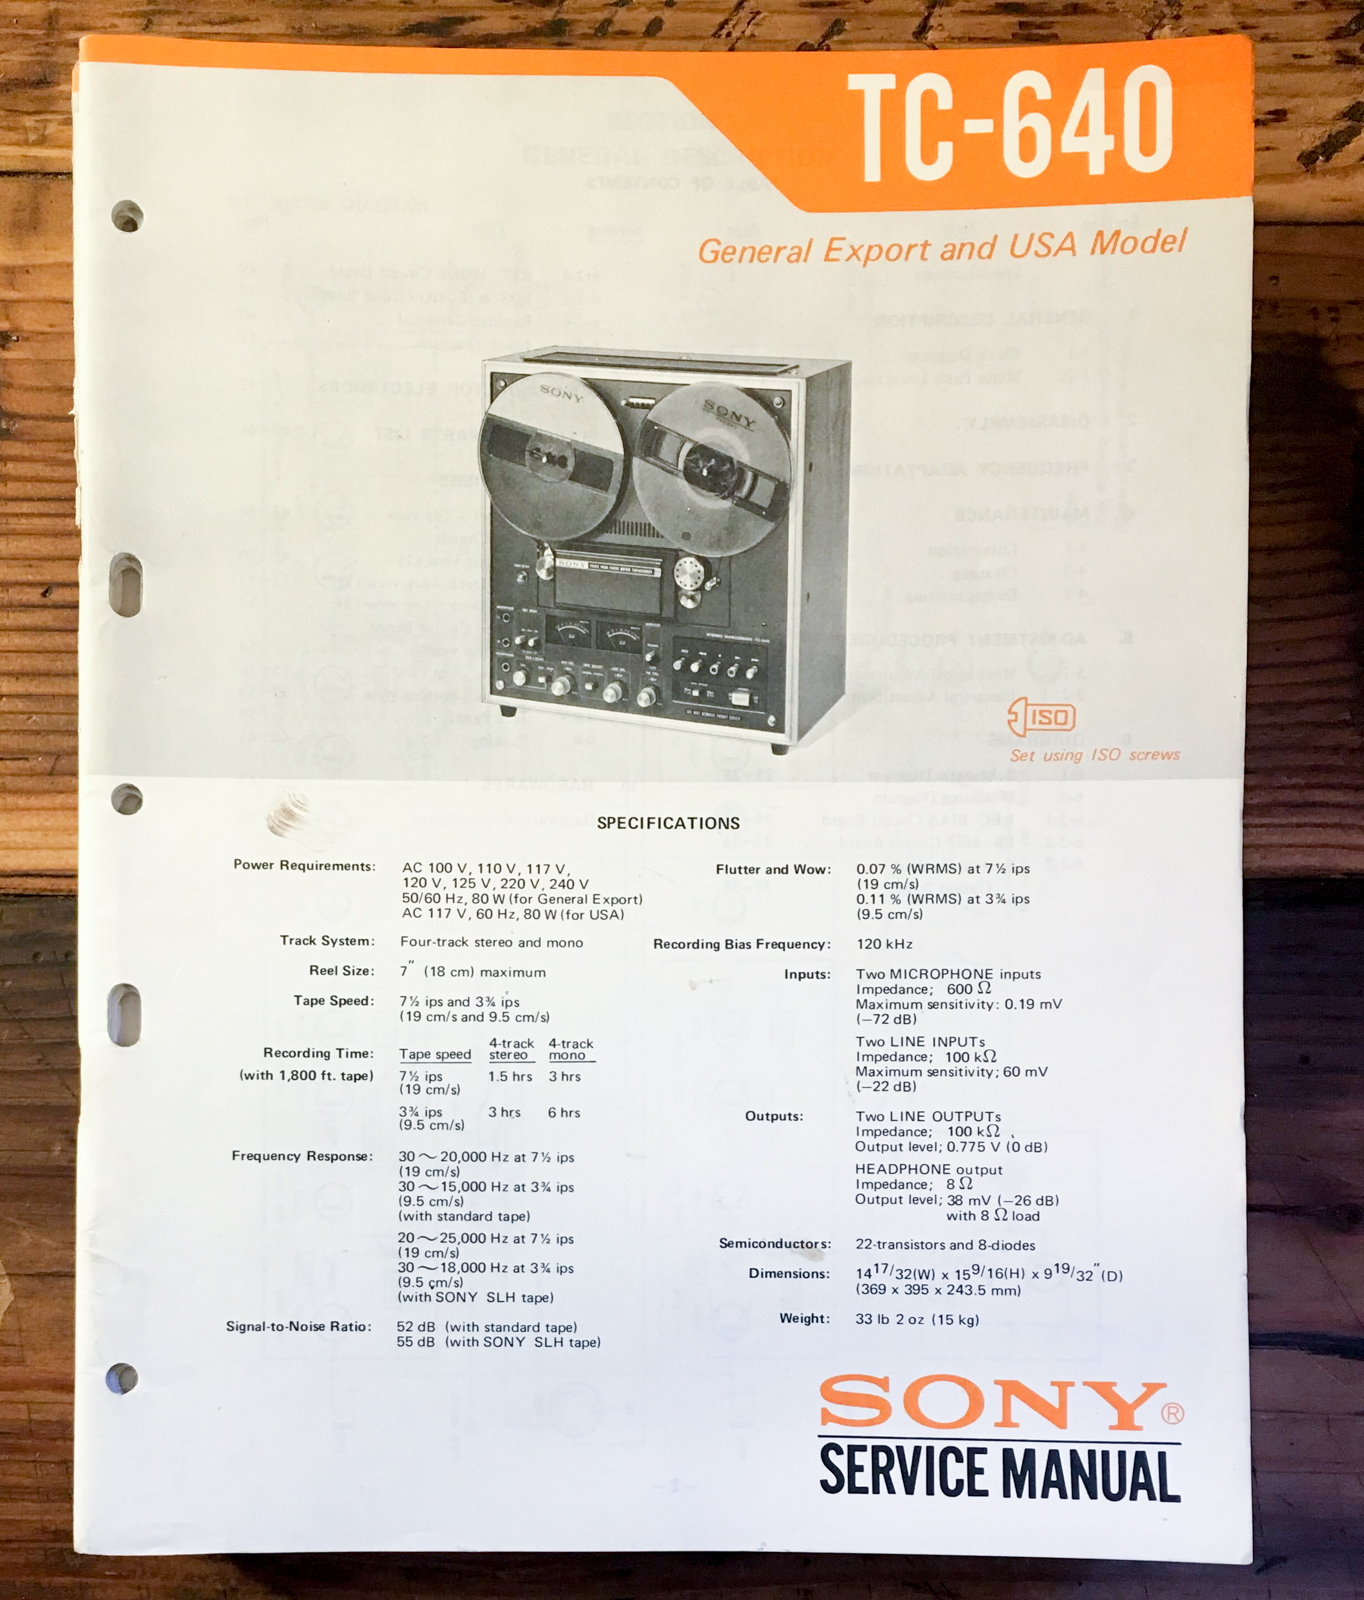 TC-640
General Export and USA Model
SONY
SONY
SONY
ISO
Set using ISO screws
SPECIFICATIONS
Power Requirements: AC 100 V, 110 V, 117 V,
120 V, 125 V, 220 V, 240 V
50/60 Hz, 80 W (for General Export)
AC 117 V, 60 Hz, 80 W (for USA)
Track System: Four-track stereo and mono
Reel Size: 7″ (18 cm) maximum
Tape Speed: 7½ ips and 3¾ ips
(19 cm/s and 9.5 cm/s)
Recording Time: Tape speed 4-track stereo 4-track mono
(with 1,800 ft. tape) 7½ ips 1.5 hrs 3 hrs
(19 cm/s)
3¾ ips 3 hrs 6 hrs
(9.5 cm/s)
Frequency Response: 30～20,000 Hz at 7½ ips
(19 cm/s)
30～15,000 Hz at 3¾ ips
(9.5 cm/s)
(with standard tape)
20～25,000 Hz at 7½ ips
(19 cm/s)
30～18,000 Hz at 3¾ ips
(9.5 cm/s)
(with SONY SLH tape)
Signal-to-Noise Ratio: 52 dB (with standard tape)
55 dB (with SONY SLH tape)
Flutter and Wow: 0.07 % (WRMS) at 7½ ips
(19 cm/s)
0.11 % (WRMS) at 3¾ ips
(9.5 cm/s)
Recording Bias Frequency: 120 kHz
Inputs: Two MICROPHONE inputs
Impedance; 600 Ω
Maximum sensitivity: 0.19 mV
(−72 dB)
Two LINE INPUTs
Impedance; 100 kΩ
Maximum sensitivity; 60 mV
(−22 dB)
Outputs: Two LINE OUTPUTs
Impedance; 100 kΩ
Output level; 0.775 V (0 dB)
HEADPHONE output
Impedance; 8 Ω
Output level; 38 mV (−26 dB)
with 8 Ω load
Semiconductors: 22-transistors and 8-diodes
Dimensions: 14 17/32(W) x 15 9/16(H) x 9 19/32″(D)
(369 x 395 x 243.5 mm)
Weight: 33 lb 2 oz (15 kg)
SONY®
SERVICE MANUAL